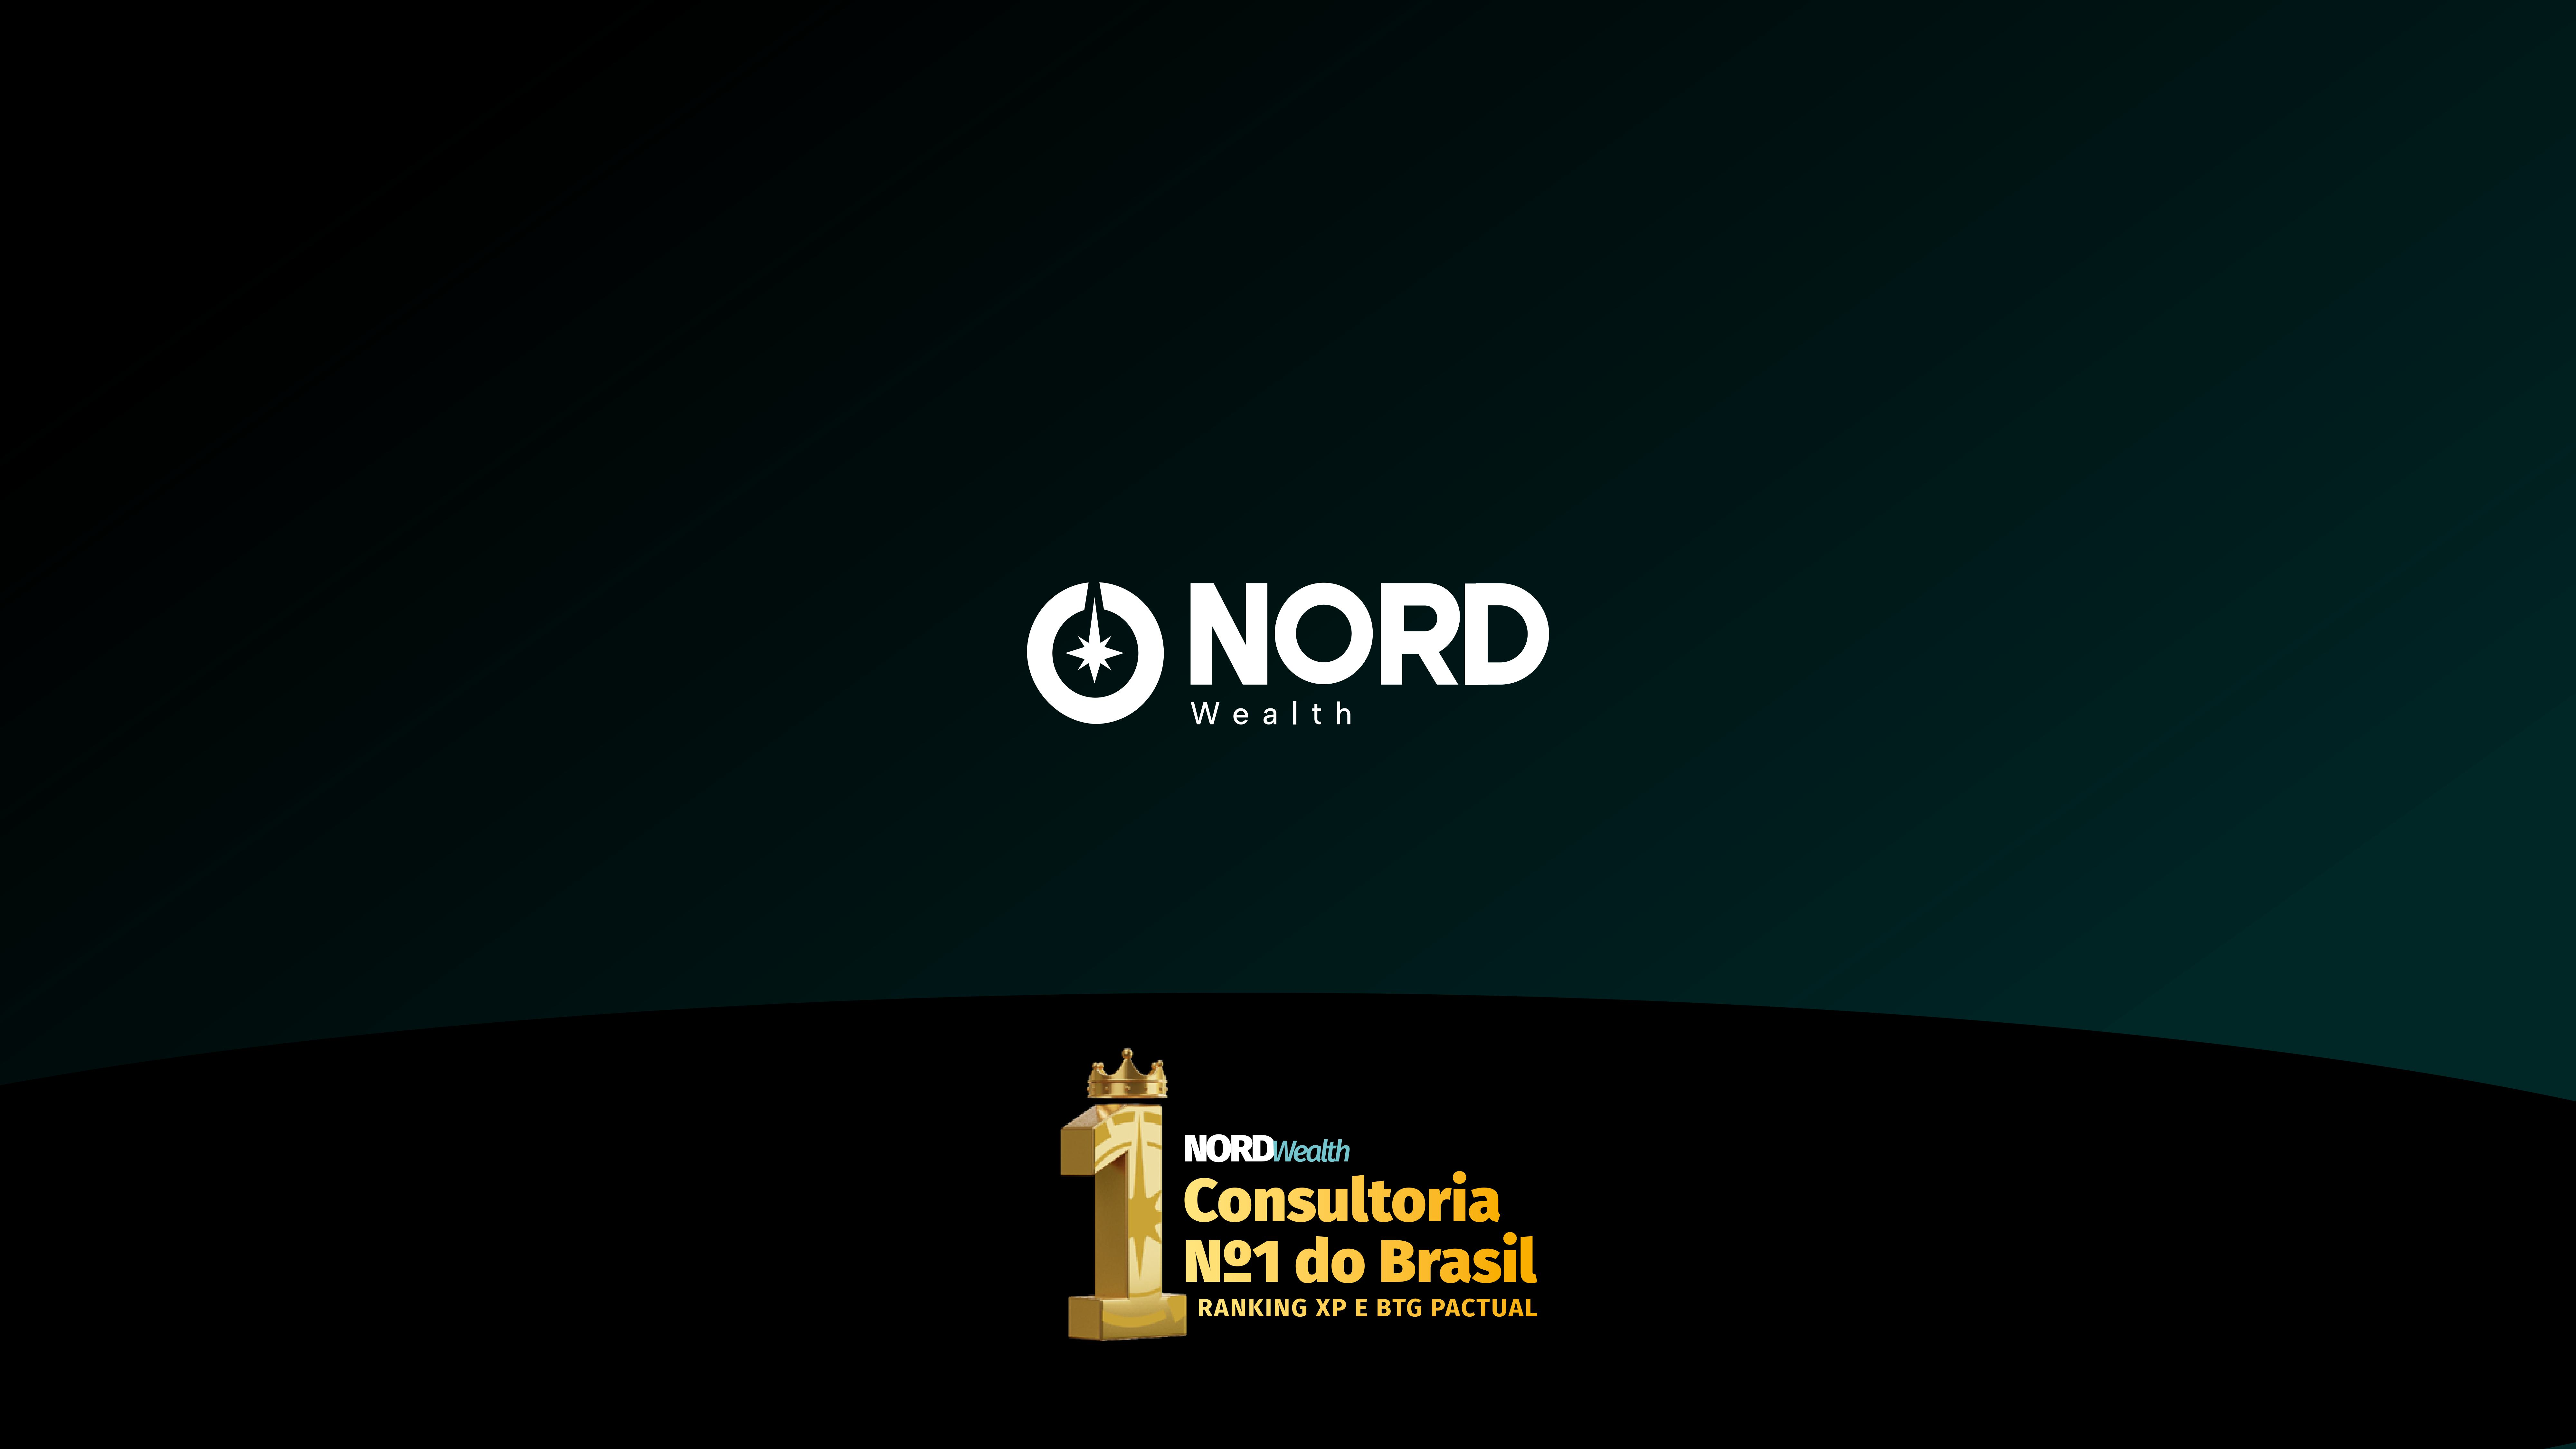 NORD
Wealth
NORDWealth
Consultoria
Nº1 do Brasil
RANKING XP E BTG PACTUAL